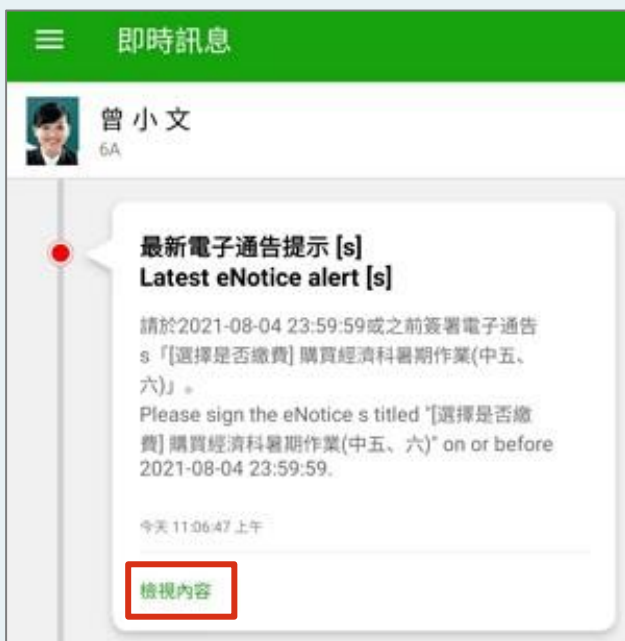 即時訊息
曾小文
6A
最新電子通告提示 [s]
Latest eNotice alert [s]
請於2021-08-04 23:59:59或之前簽署電子通告
s「[選擇是否繳費] 購買經濟科暑期作業(中五、
六)」。
Please sign the eNotice s titled "[選擇是否繳
費] 購買經濟科暑期作業(中五、六)" on or before
2021-08-04 23:59:59.
今天 11:06:47 上午
檢視內容